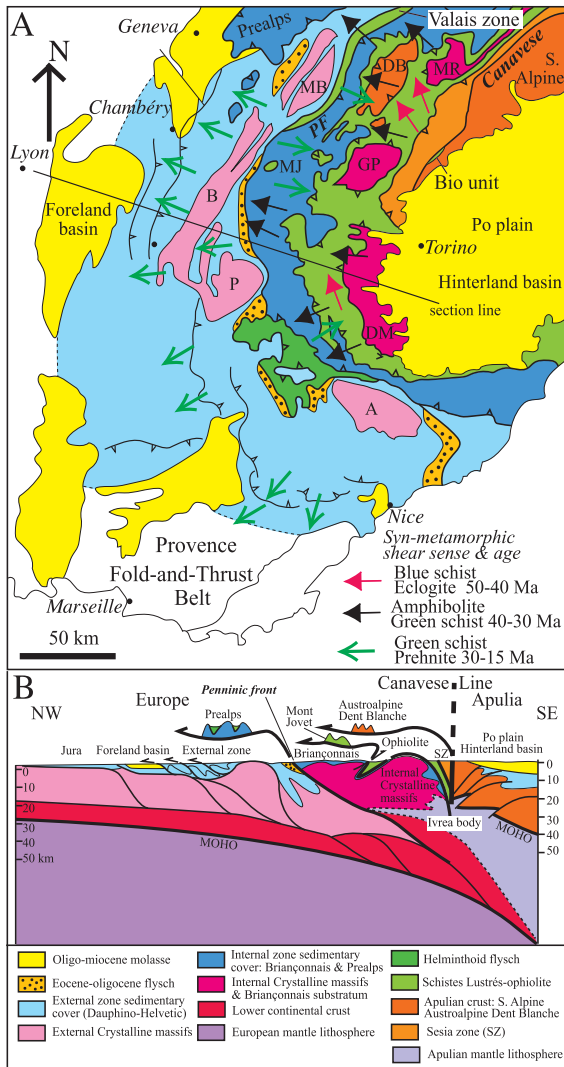 A
N
Geneva
Prealps
Valais zone
DB
MR
Canavese
S.
Alpine
MB
Chambéry
PF
Lyon
MJ
GP
Bio unit
B
Foreland
basin
Po plain
Torino
Hinterland basin
section line
P
DM
A
Nice
Provence
Fold-and-Thrust
Belt
Marseille
50 km
Syn-metamorphic
shear sense & age
Blue schist
Eclogite 50-40 Ma
Amphibolite
Green schist 40-30 Ma
Green schist
Prehnite 30-15 Ma
B
Canavese Line
Europe
Penninic front
Apulia
NW
SE
Prealps
Mont
Jovet
Austroalpine
Dent Blanche
Jura
Foreland basin
External zone
Briançonnais
Ophiolite
SZ
Po plain
Hinterland basin
0
10
20
30
40
50 km
MOHO
Internal
Crystalline
massifs
Ivrea body
MOHO
0
10
20
30
40
50
Oligo-miocene molasse
Eocene-oligocene flysch
External zone sedimentary
cover (Dauphino-Helvetic)
External Crystalline massifs
Internal zone sedimentary
cover: Briançonnais & Prealps
Internal Crystalline massifs
& Briançonnais substratum
Lower continental crust
European mantle lithosphere
Helminthoid flysch
Schistes Lustrés-ophiolite
Apulian crust: S. Alpine
Austroalpine Dent Blanche
Sesia zone (SZ)
Apulian mantle lithosphere